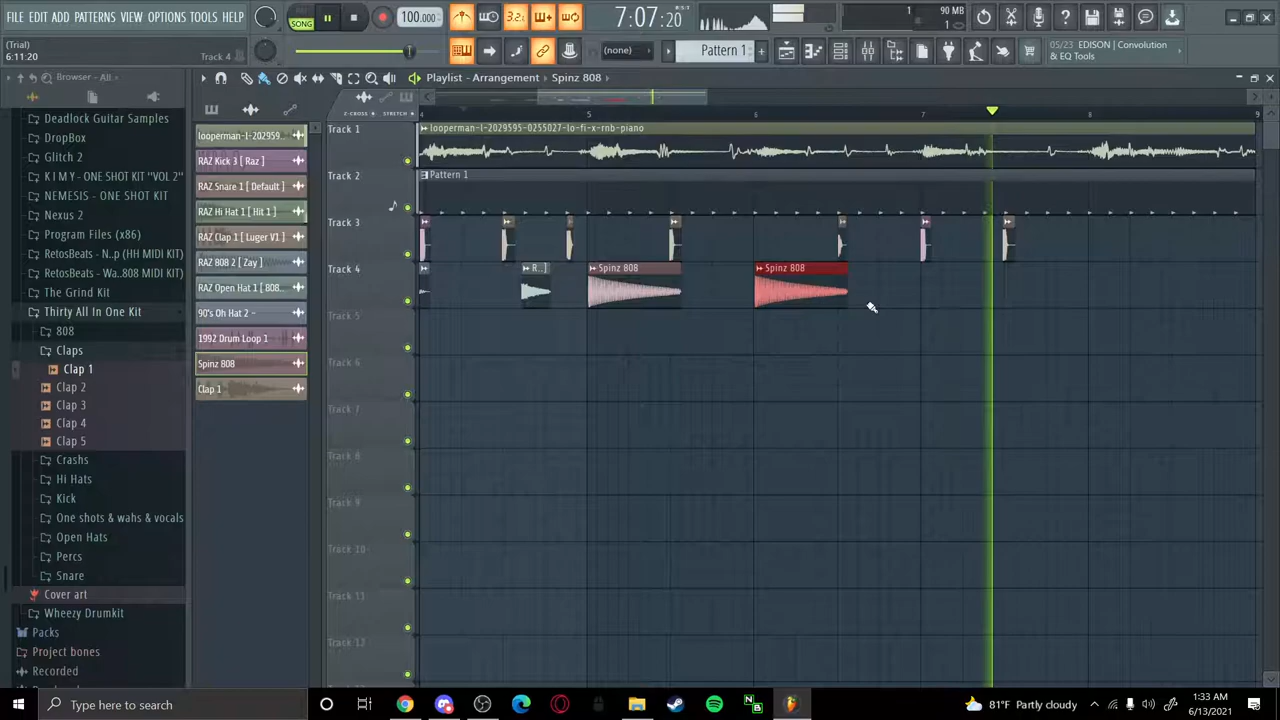 FILE EDIT ADD PATTERNS VIEW OPTIONS TOOLS HELP
SONG
100.000
3.2.
7:07:20
M:S:CS
1
90 MB
1
(Trial)
6:11:20
Track 4
(none)
Pattern 1
05/23 EDISON | Convolution
& EQ Tools
Browser - All
Playlist - Arrangement › Spinz 808 ›
Z-CROSS STRETCH
4
5
6
7
8
9
Deadlock Guitar Samples
DropBox
Glitch 2
K I M Y - ONE SHOT KIT "VOL 2"
NEMESIS - ONE SHOT KIT
Nexus 2
Program Files (x86)
RetosBeats - N..p (HH MIDI KIT)
RetosBeats - Wa..808 MIDI KIT)
The Grind Kit
Thirty All In One Kit
808
Claps
Clap 1
Clap 2
Clap 3
Clap 4
Clap 5
Crashs
Hi Hats
Kick
One shots & wahs & vocals
Open Hats
Percs
Snare
Cover art
Wheezy Drumkit
Packs
Project bones
Recorded
looperman-l-202959..
RAZ Kick 3 [ Raz ]
RAZ Snare 1 [ Default ]
RAZ Hi Hat 1 [ Hit 1 ]
RAZ Clap 1 [ Luger V1 ]
RAZ 808 2 [ Zay ]
RAZ Open Hat 1 [ 808..
90's Oh Hat 2 ~
1992 Drum Loop 1
Spinz 808
Clap 1
Track 1
looperman-l-2029595-0255027-lo-fi-x-rnb-piano
Track 2
Pattern 1
Track 3
Track 4
R..]
Spinz 808
Spinz 808
Track 5
Track 6
Track 7
Track 8
Track 9
Track 10
Track 11
Track 12
Type here to search
N
B
81°F Partly cloudy
1:33 AM
6/13/2021